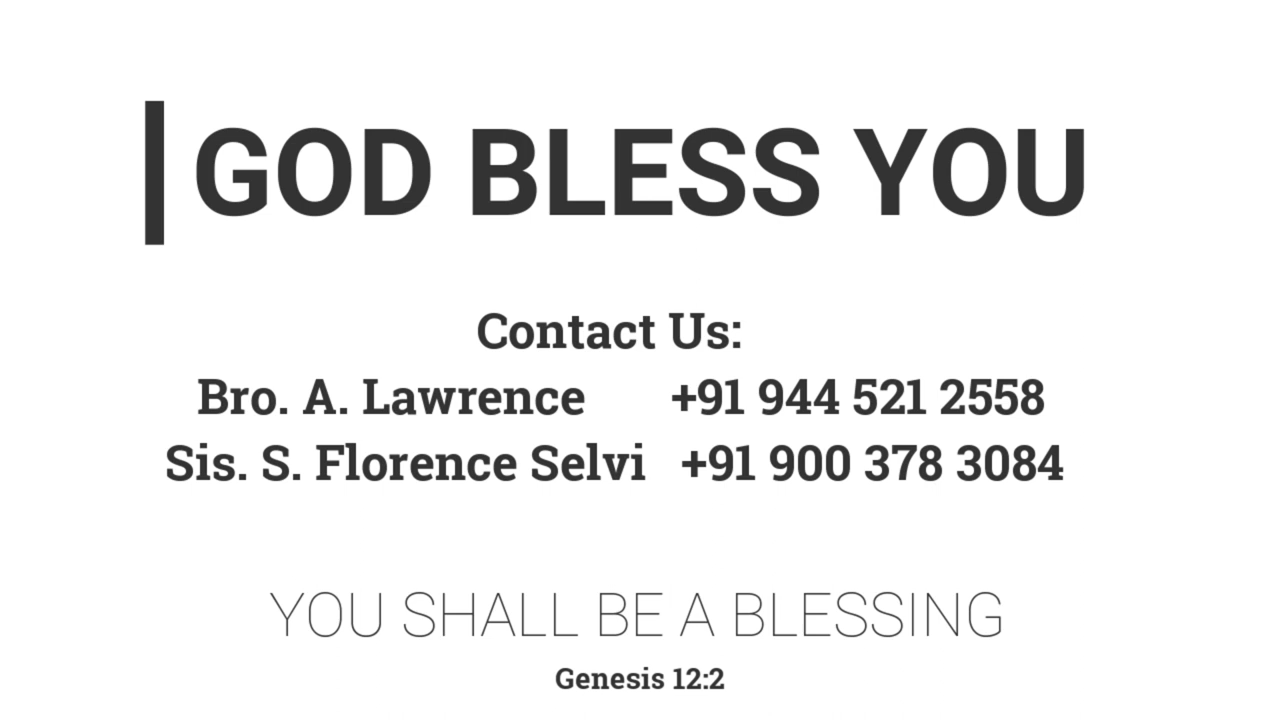 GOD BLESS YOU
Contact Us:
Bro. A. Lawrence +91 944 521 2558
Sis. S. Florence Selvi +91 900 378 3084
YOU SHALL BE A BLESSING
Genesis 12:2